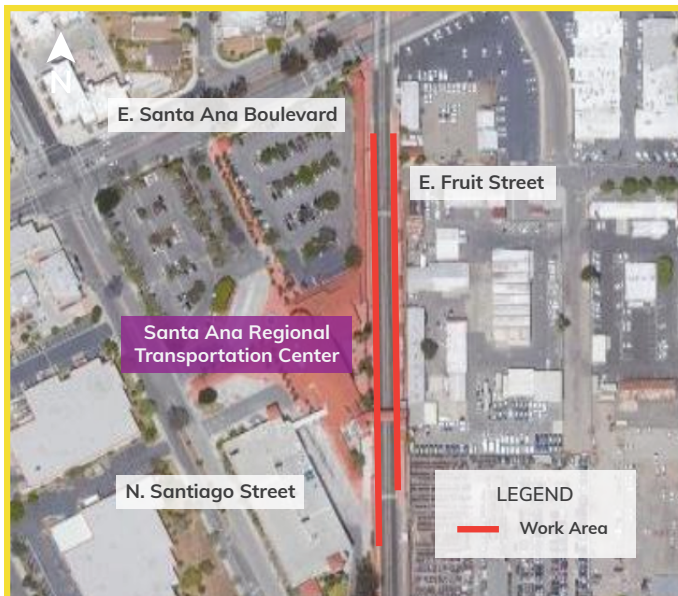 N
E. Santa Ana Boulevard
E. Fruit Street
Santa Ana Regional
Transportation Center
N. Santiago Street
LEGEND
Work Area